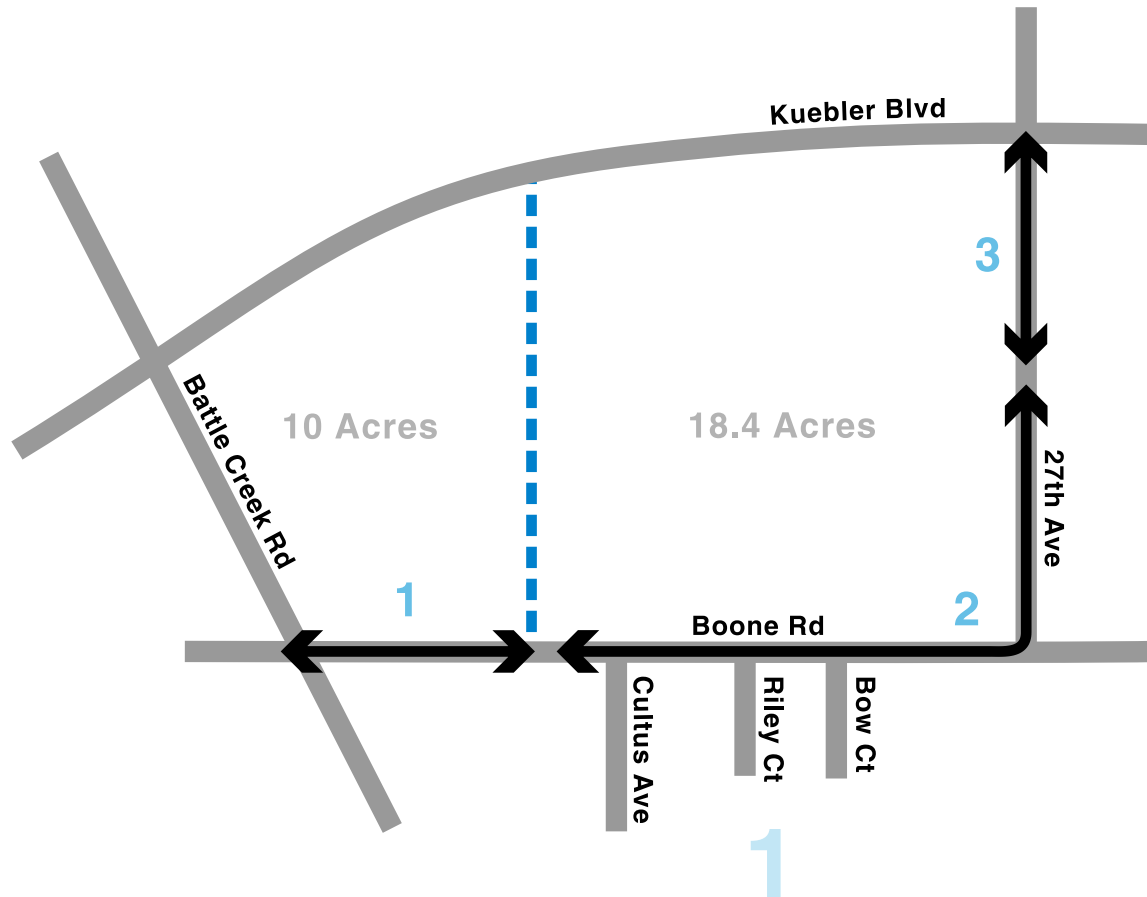 Kuebler Blvd
3
Battle Creek Rd
10 Acres
18.4 Acres
27th Ave
1
2
Boone Rd
Cultus Ave
Riley Ct
Bow Ct
1